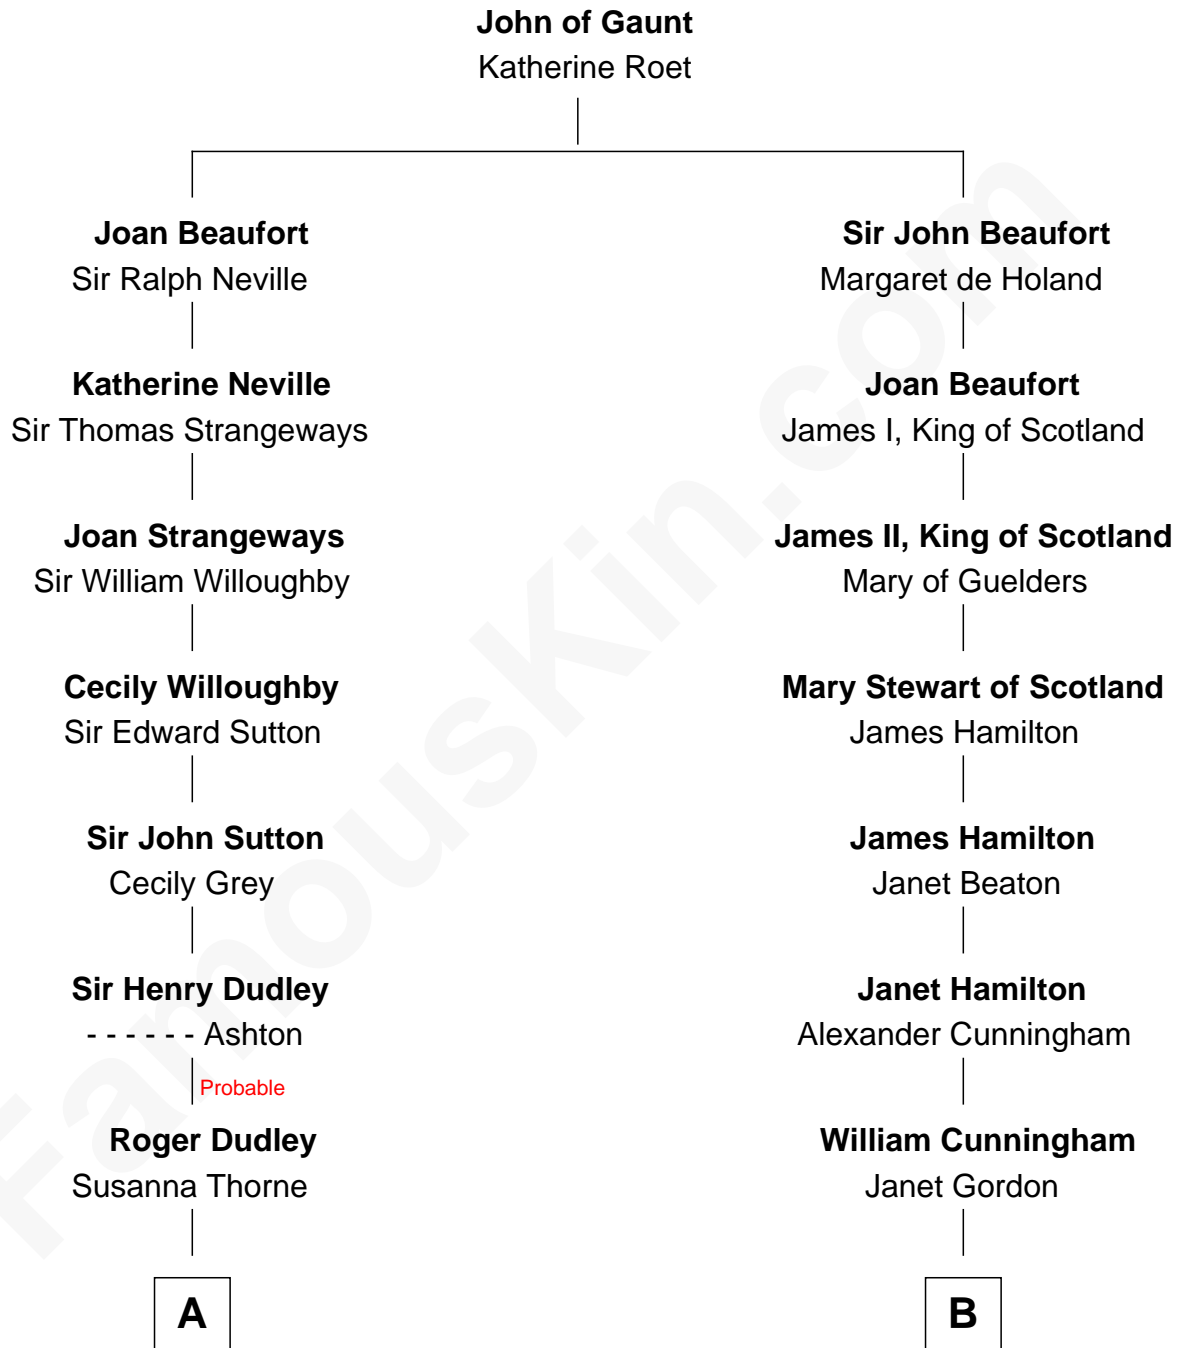 John of Gaunt
Katherine Roet
Joan Beaufort
Sir Ralph Neville
Sir John Beaufort
Margaret de Holand
Katherine Neville
Sir Thomas Strangeways
Joan Beaufort
James I, King of Scotland
Joan Strangeways
Sir William Willoughby
James II, King of Scotland
Mary of Guelders
Cecily Willoughby
Sir Edward Sutton
Mary Stewart of Scotland
James Hamilton
Sir John Sutton
Cecily Grey
James Hamilton
Janet Beaton
Sir Henry Dudley
- - - - - - Ashton
Janet Hamilton
Alexander Cunningham
Probable
Roger Dudley
Susanna Thorne
William Cunningham
Janet Gordon
A
B
FamousKin.com